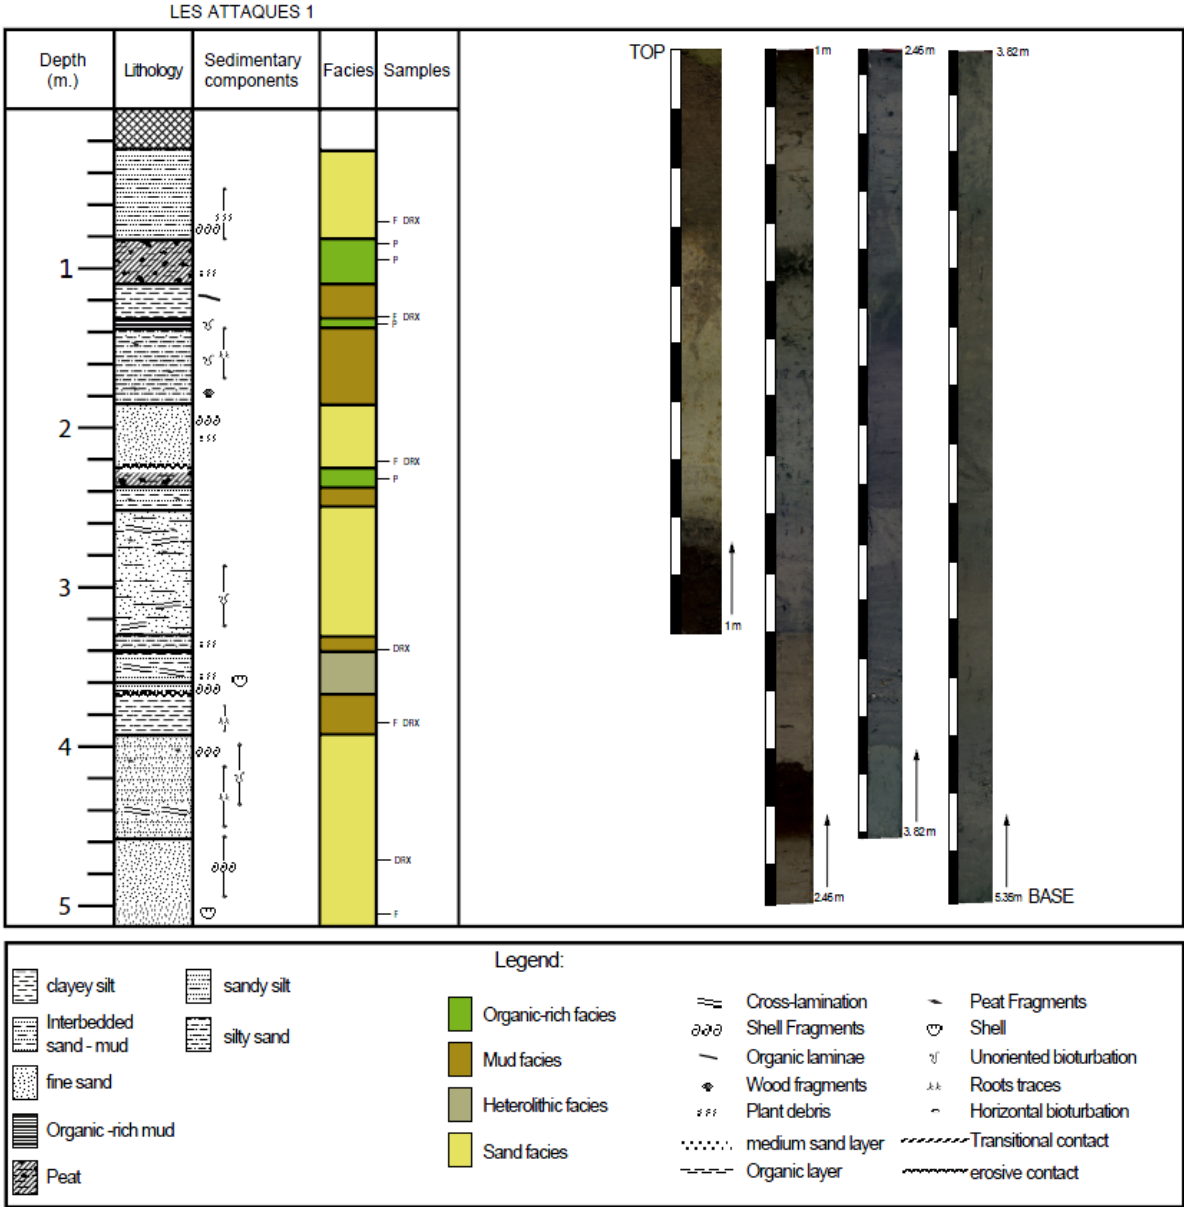 LES ATTAQUES 1
Depth
(m.)
Lithology
Sedimentary
components
Facies
Samples
F DRX
P
P
1
F DRX
P
2
F DRX
P
3
DRX
F DRX
4
DRX
5
F
TOP
1 m
1 m
2.46 m
2.46 m
3.82 m
3.82 m
5.35m
BASE
Legend:
clayey silt
Interbedded
sand - mud
fine sand
Organic -rich mud
Peat
sandy silt
silty sand
Organic-rich facies
Mud facies
Heterolithic facies
Sand facies
Cross-lamination
Shell Fragments
Organic laminae
Wood fragments
Plant debris
medium sand layer
Organic layer
Peat Fragments
Shell
Unoriented bioturbation
Roots traces
Horizontal bioturbation
Transitional contact
erosive contact